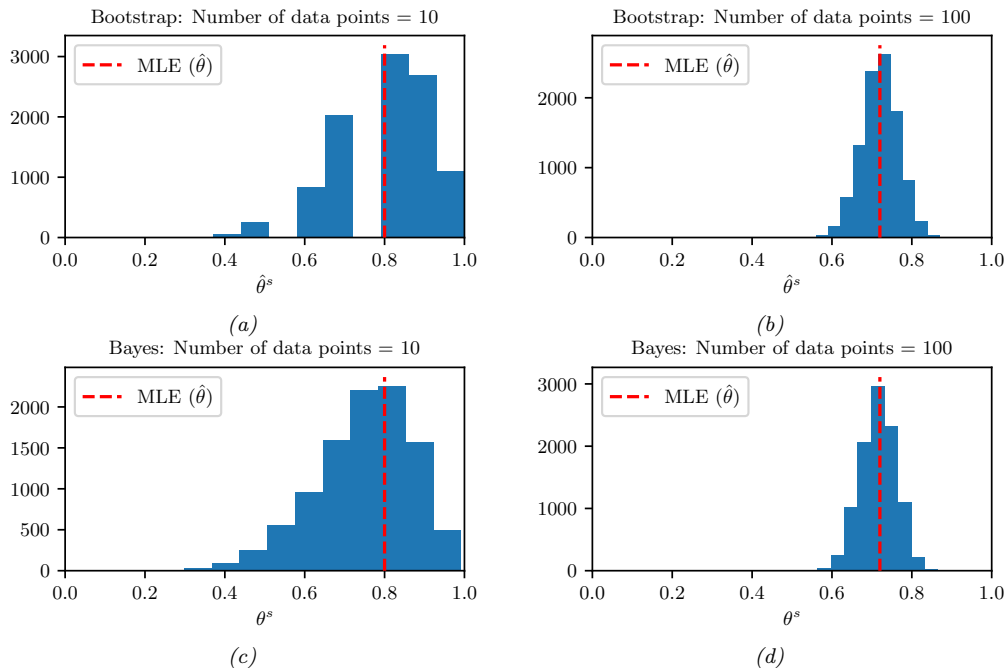 Bootstrap: Number of data points = 10
MLE (θ̂)
3000
2000
1000
0
0.0 0.2 0.4 0.6 0.8 1.0
θ̂ˢ
(a)
Bootstrap: Number of data points = 100
MLE (θ̂)
2000
1000
0
0.0 0.2 0.4 0.6 0.8 1.0
θ̂ˢ
(b)
Bayes: Number of data points = 10
MLE (θ̂)
2000
1500
1000
500
0
0.0 0.2 0.4 0.6 0.8 1.0
θˢ
(c)
Bayes: Number of data points = 100
MLE (θ̂)
3000
2000
1000
0
0.0 0.2 0.4 0.6 0.8 1.0
θˢ
(d)